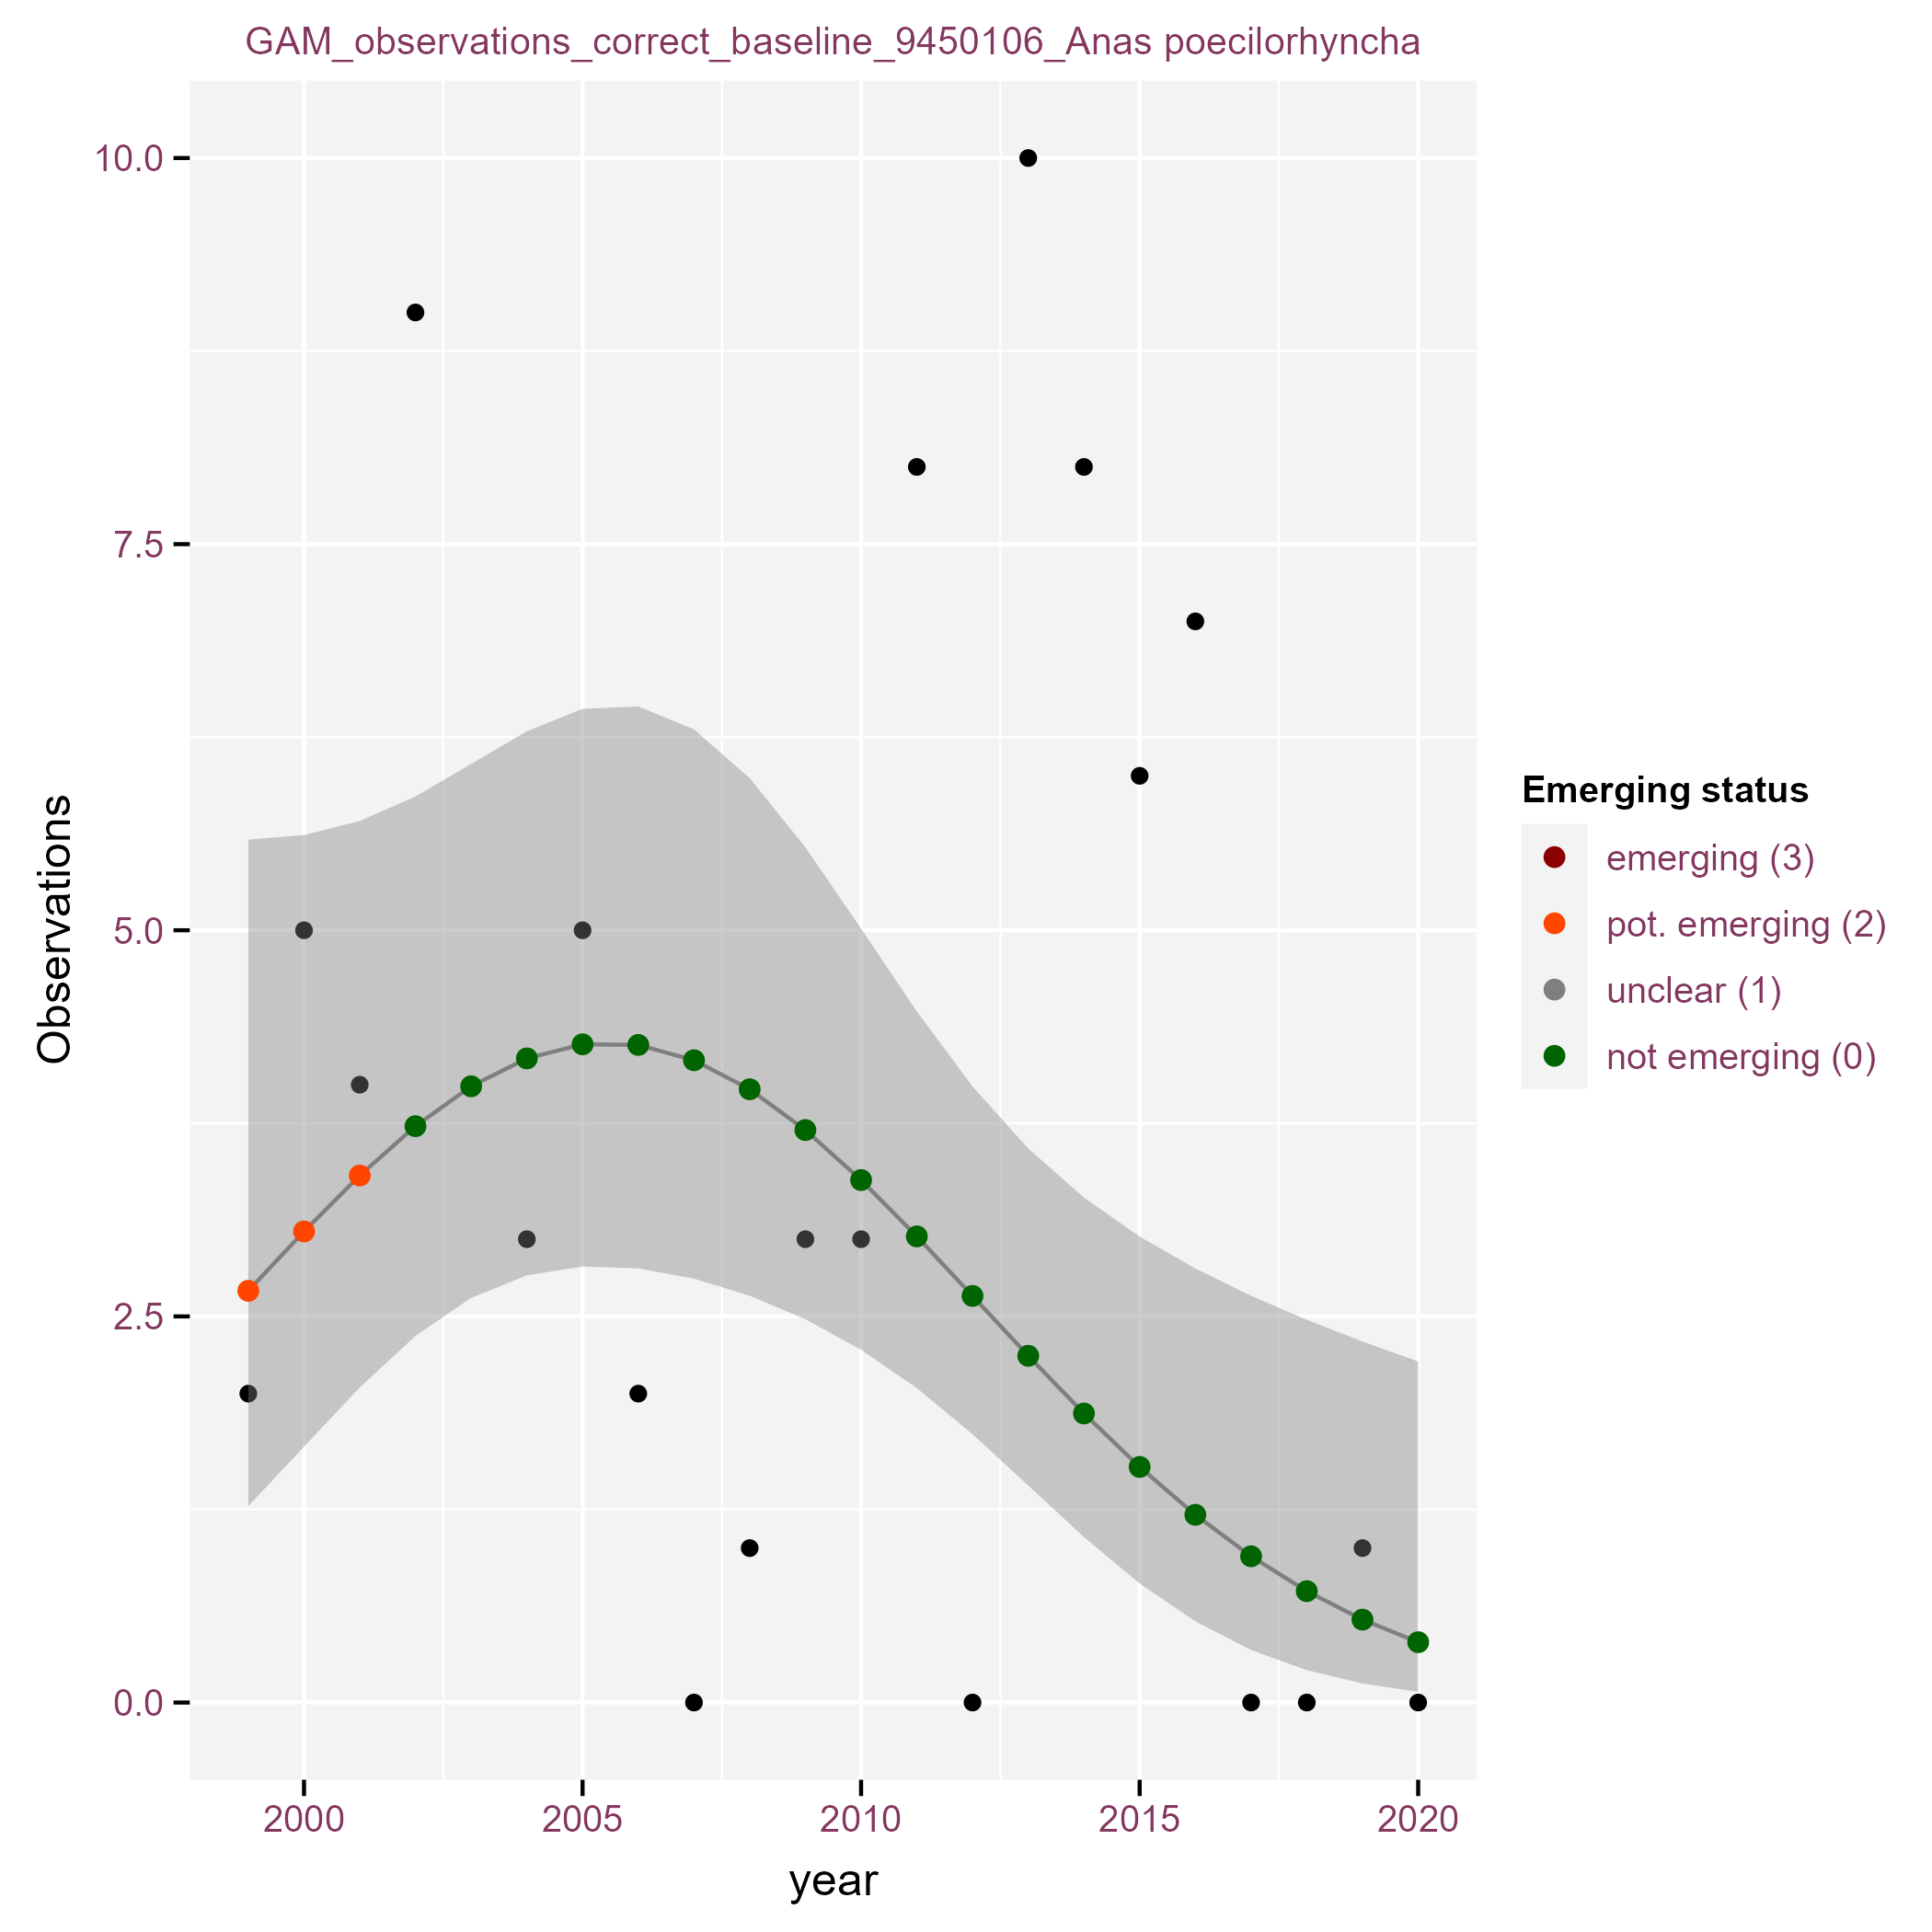 GAM_observations_correct_baseline_9450106_Anas poecilorhyncha
10.0
7.5
5.0
2.5
0.0
Observations
2000
2005
2010
2015
2020
year
Emerging status
emerging (3)
pot. emerging (2)
unclear (1)
not emerging (0)